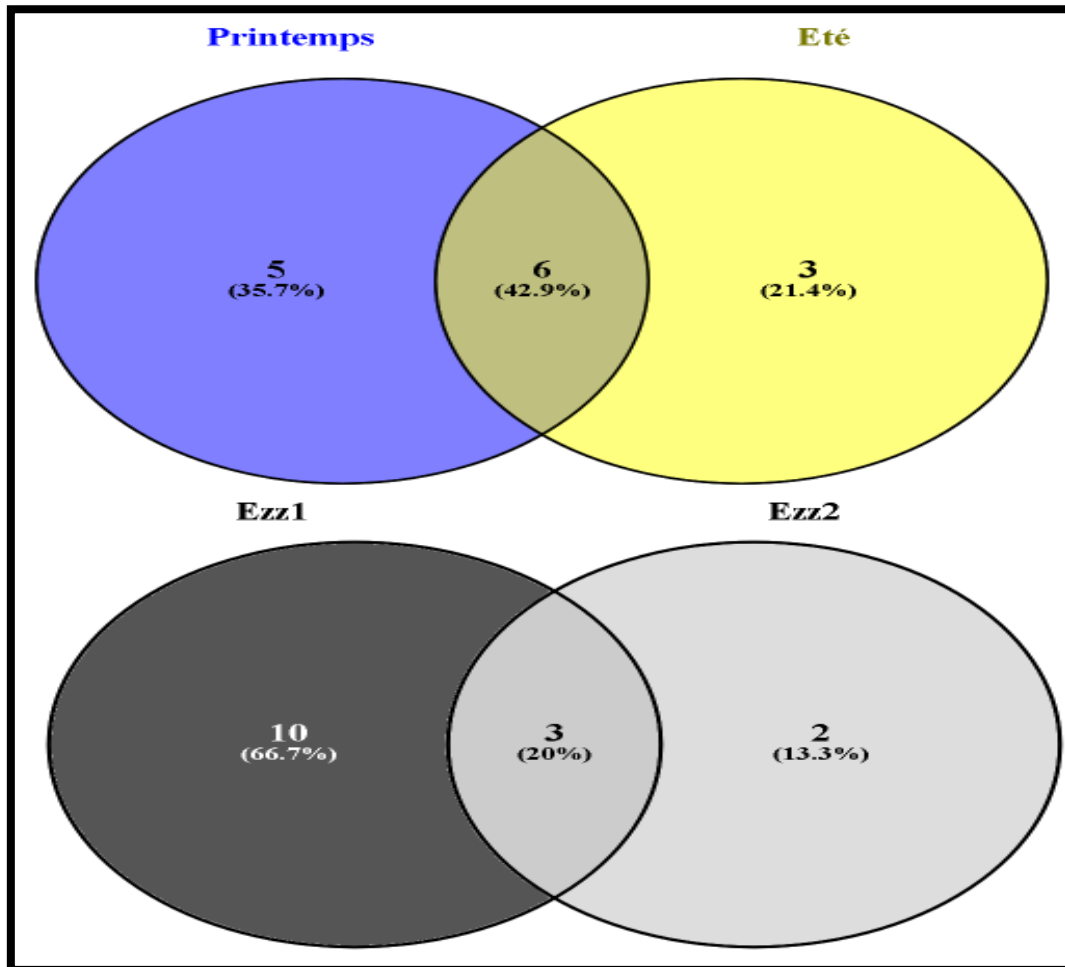 Printemps Eté
5 6 3
(35.7%) (42.9%) (21.4%)
Ezz1 Ezz2
10 3 2
(66.7%) (20%) (13.3%)